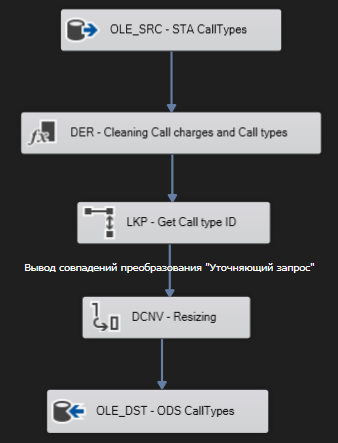 OLE_SRC - STA CallTypes
DER - Cleaning Call charges and Call types
LKP - Get Call type ID
Вывод совпадений преобразования "Уточняющий запрос"
DCNV - Resizing
OLE_DST - ODS CallTypes